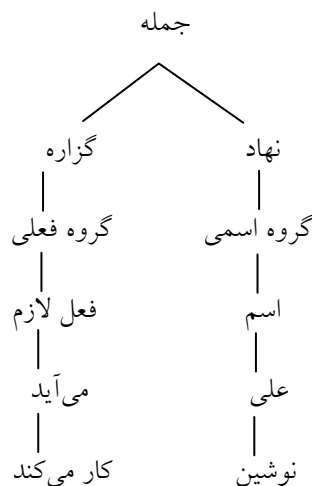 جمله
نهاد گزاره
گروه اسمی گروه فعلی
اسم فعل لازم
علی می‌آید
نوشین کار می‌کند